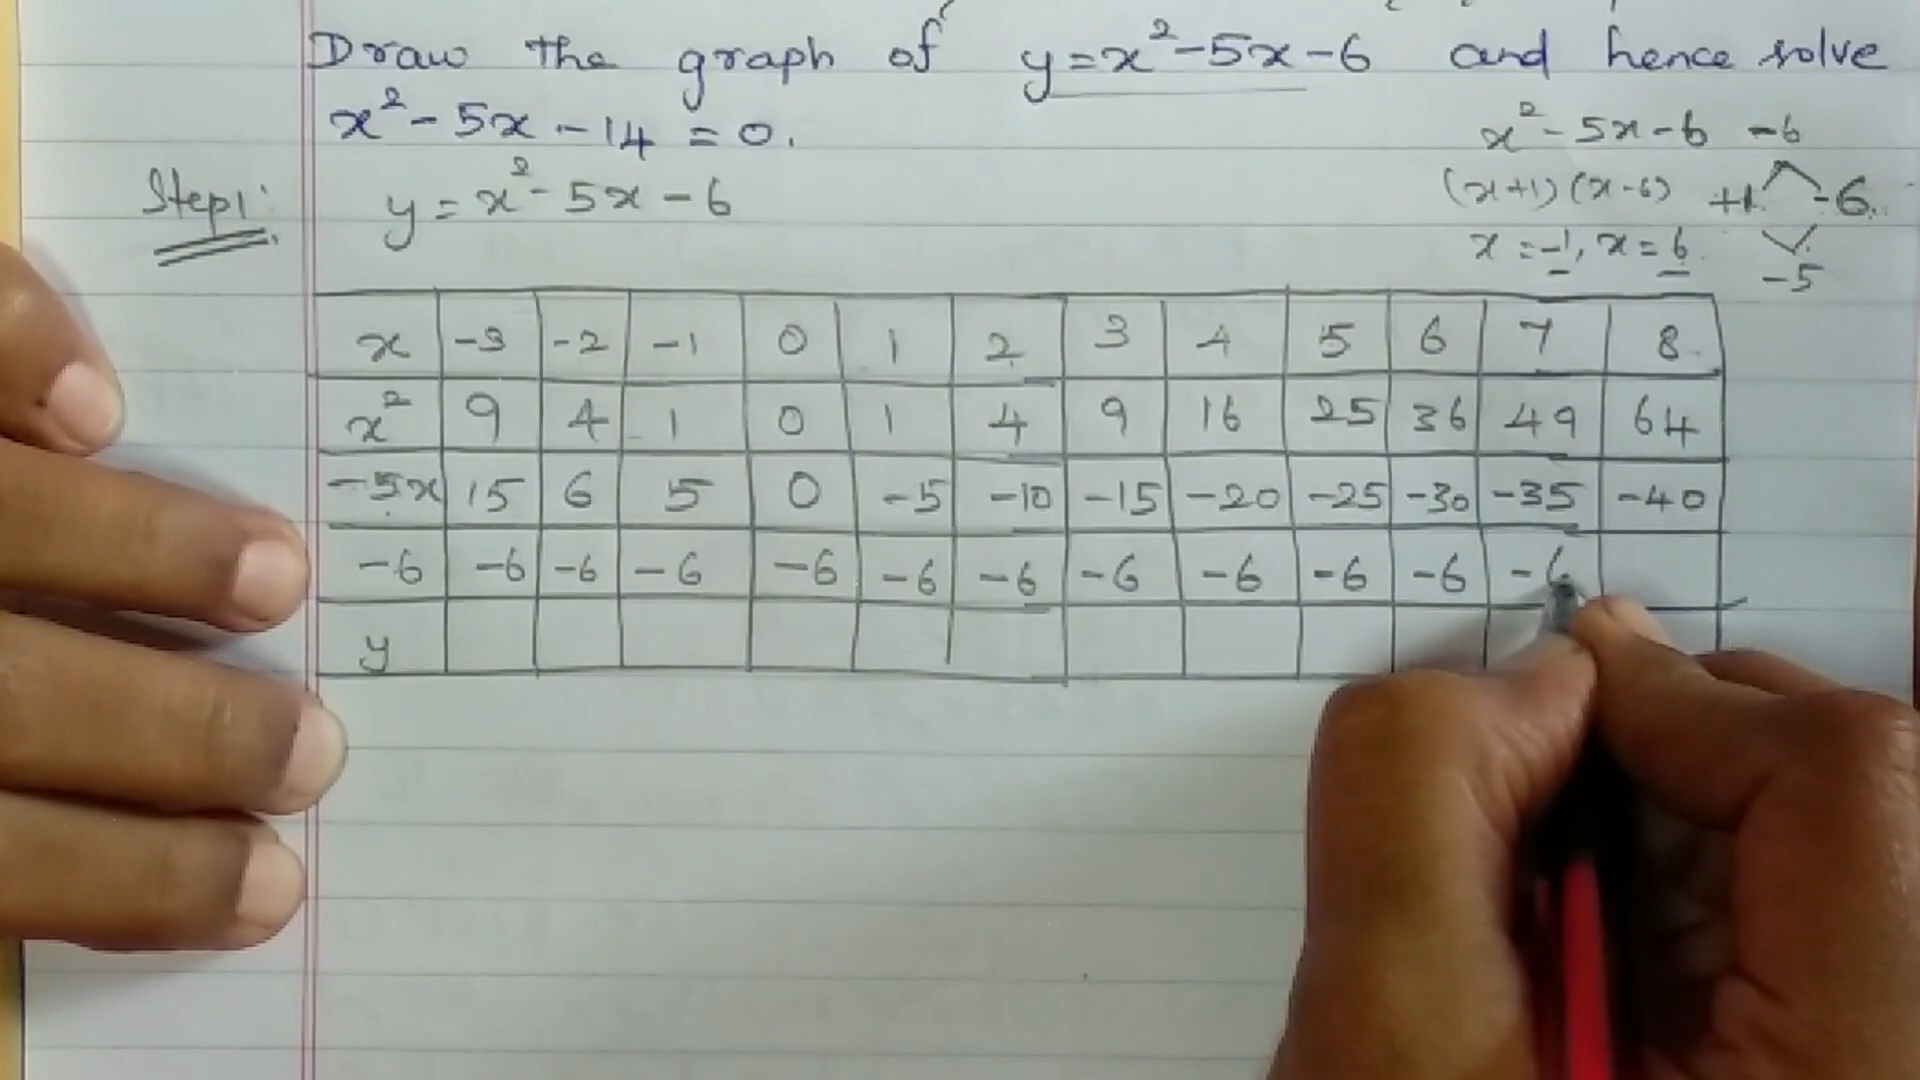 Draw the graph of y=x²-5x-6 and hence solve
x²-5x-14=0.
x²-5x-6 -6
Step1: y=x²-5x-6
(x+1)(x-6) +1 -6
x=-1, x=6 -5
x -3 -2 -1 0 1 2 3 4 5 6 7 8
x² 9 4 1 0 1 4 9 16 25 36 49 64
-5x 15 6 5 0 -5 -10 -15 -20 -25 -30 -35 -40
-6 -6 -6 -6 -6 -6 -6 -6 -6 -6 -6 -6
y